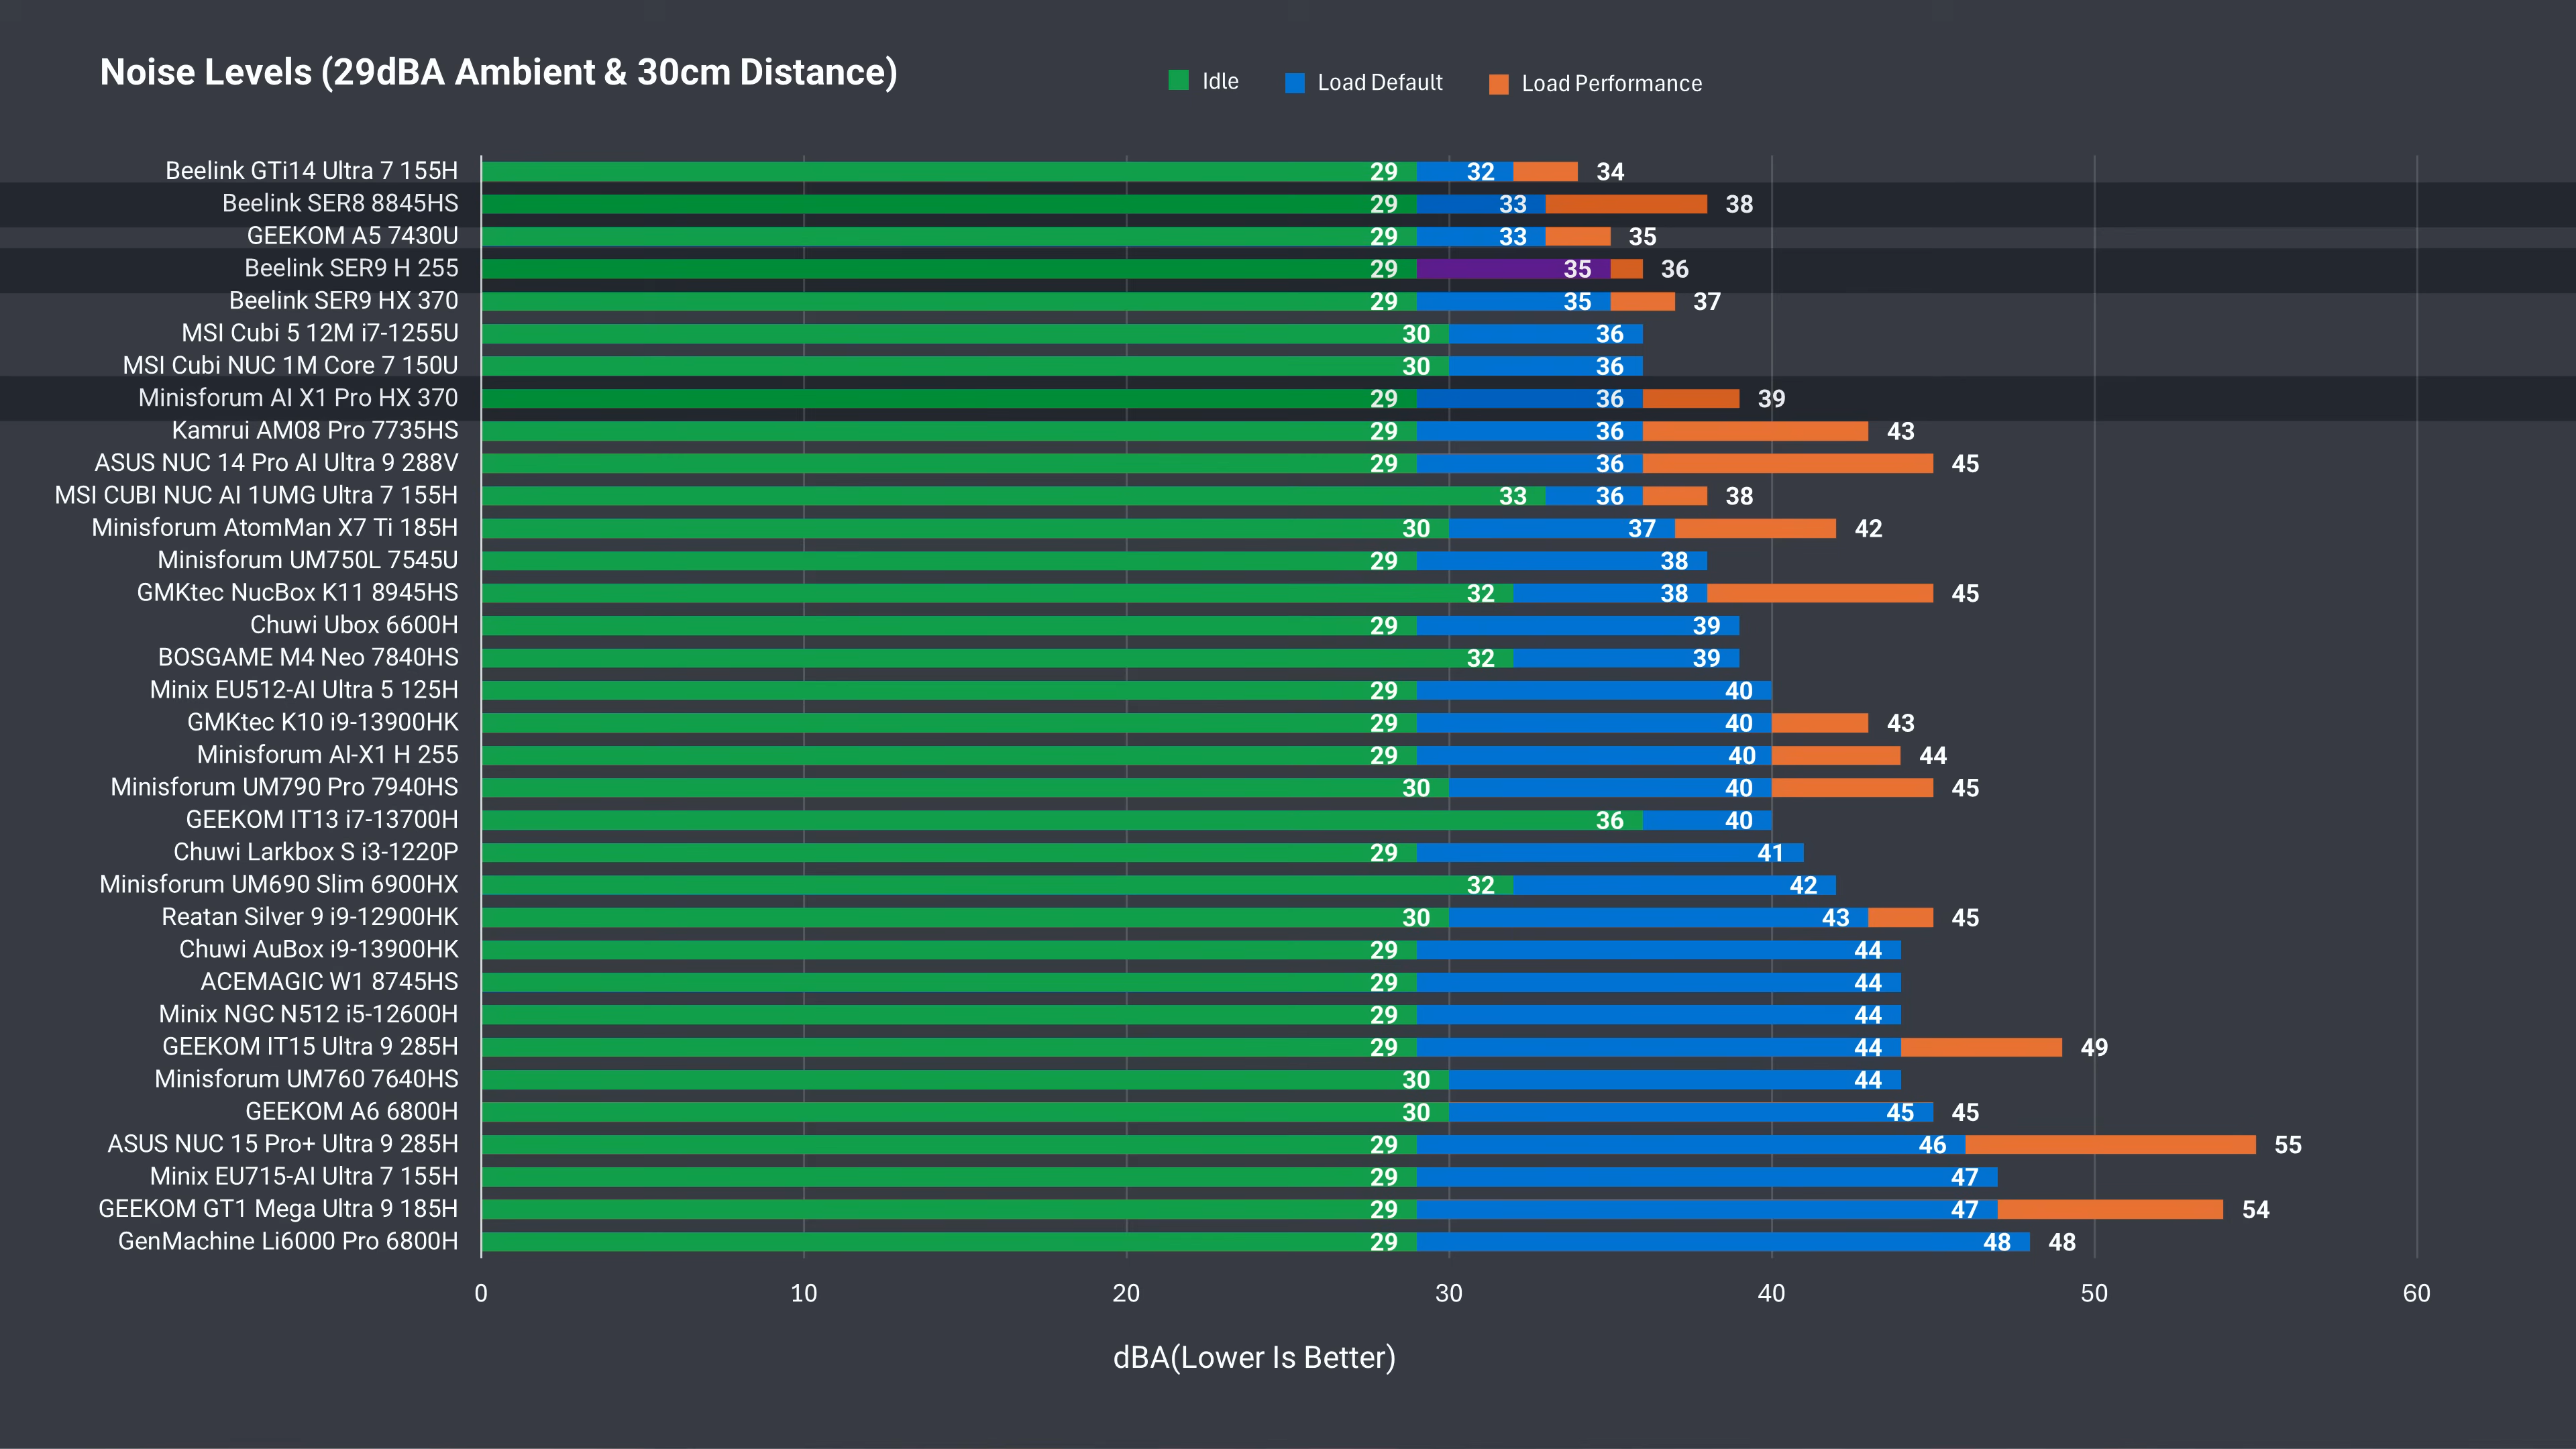 Noise Levels (29dBA Ambient & 30cm Distance)
Idle Load Default Load Performance
Beelink GTi14 Ultra 7 155H 29 32 34
Beelink SER8 8845HS 29 33 38
GEEKOM A5 7430U 29 33 35
Beelink SER9 H 255 29 35 36
Beelink SER9 HX 370 29 35 37
MSI Cubi 5 12M i7-1255U 30 36
MSI Cubi NUC 1M Core 7 150U 30 36
Minisforum AI X1 Pro HX 370 29 36 39
Kamrui AM08 Pro 7735HS 29 36 43
ASUS NUC 14 Pro AI Ultra 9 288V 29 36 45
MSI CUBI NUC AI 1UMG Ultra 7 155H 33 36 38
Minisforum AtomMan X7 Ti 185H 30 37 42
Minisforum UM750L 7545U 29 38
GMKtec NucBox K11 8945HS 32 38 45
Chuwi Ubox 6600H 29 39
BOSGAME M4 Neo 7840HS 32 39
Minix EU512-AI Ultra 5 125H 29 40
GMKtec K10 i9-13900HK 29 40 43
Minisforum AI-X1 H 255 29 40 44
Minisforum UM790 Pro 7940HS 30 40 45
GEEKOM IT13 i7-13700H 36 40
Chuwi Larkbox S i3-1220P 29 41
Minisforum UM690 Slim 6900HX 32 42
Reatan Silver 9 i9-12900HK 30 43 45
Chuwi AuBox i9-13900HK 29 44
ACEMAGIC W1 8745HS 29 44
Minix NGC N512 i5-12600H 29 44
GEEKOM IT15 Ultra 9 285H 29 44 49
Minisforum UM760 7640HS 30 44
GEEKOM A6 6800H 30 45 45
ASUS NUC 15 Pro+ Ultra 9 285H 29 46 55
Minix EU715-AI Ultra 7 155H 29 47
GEEKOM GT1 Mega Ultra 9 185H 29 47 54
GenMachine Li6000 Pro 6800H 29 48 48
0 10 20 30 40 50 60
dBA(Lower Is Better)